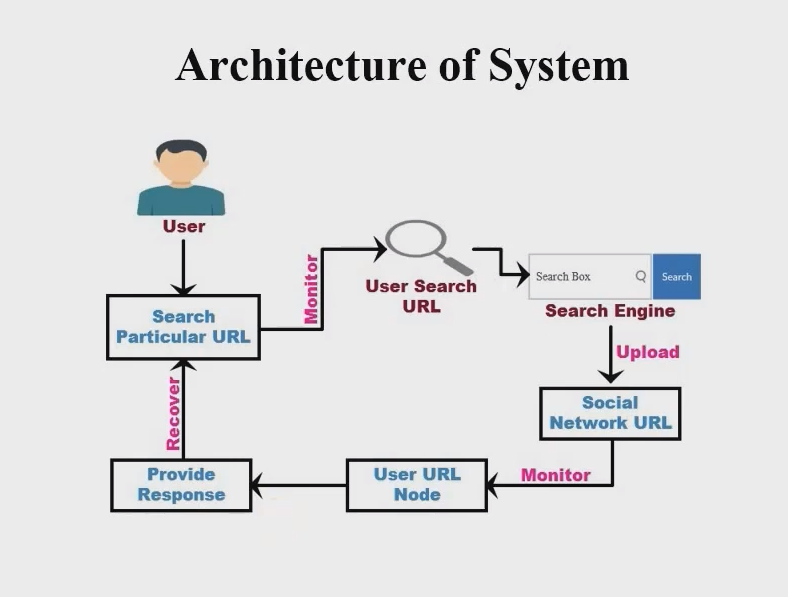 Architecture of System
User
Search
Particular URL
Monitor
User Search
URL
Search Box
Search
Search Engine
Upload
Social
Network URL
Monitor
User URL
Node
Provide
Response
Recover